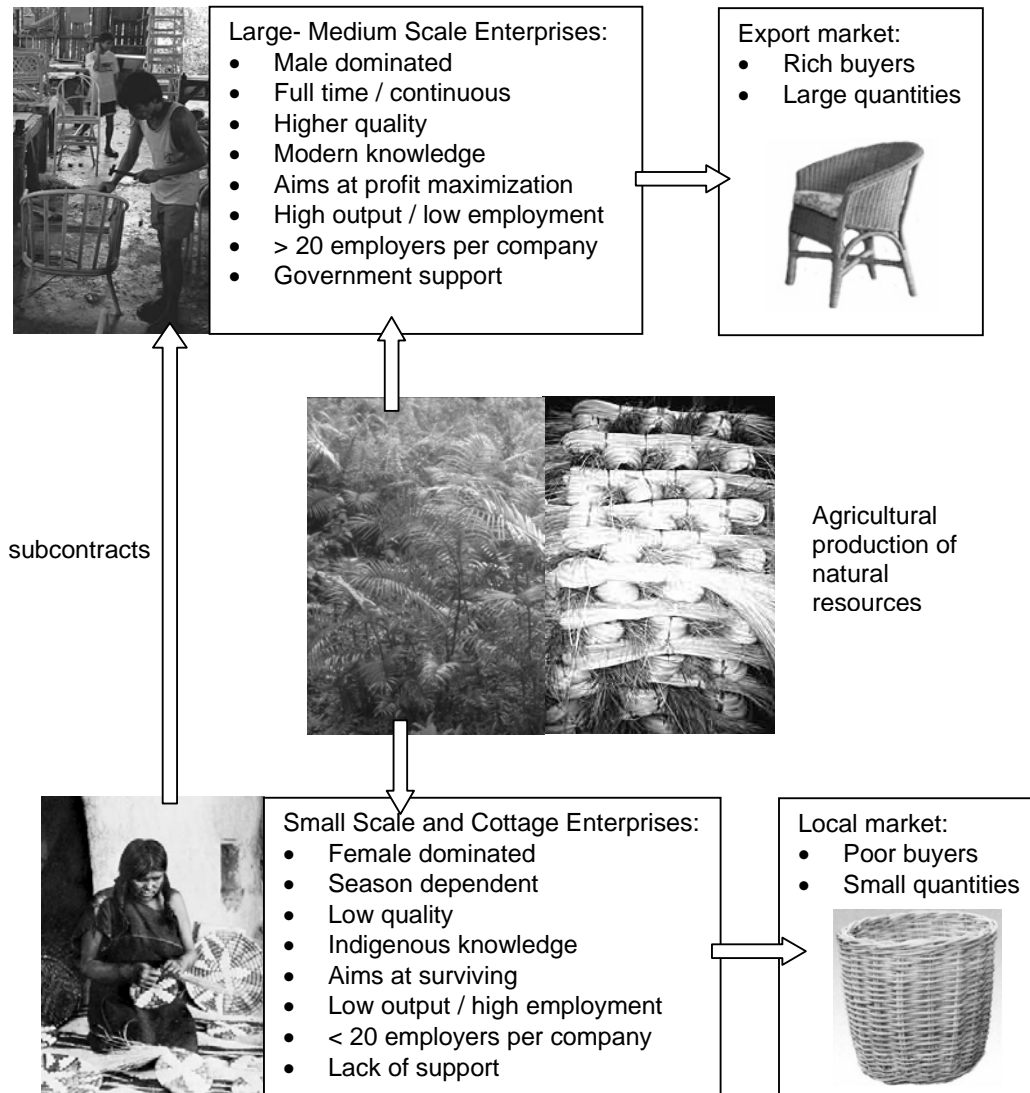 Large- Medium Scale Enterprises:
• Male dominated
• Full time / continuous
• Higher quality
• Modern knowledge
• Aims at profit maximization
• High output / low employment
• > 20 employers per company
• Government support
Export market:
• Rich buyers
• Large quantities
subcontracts
Agricultural
production of
natural
resources
Small Scale and Cottage Enterprises:
• Female dominated
• Season dependent
• Low quality
• Indigenous knowledge
• Aims at surviving
• Low output / high employment
• < 20 employers per company
• Lack of support
Local market:
• Poor buyers
• Small quantities